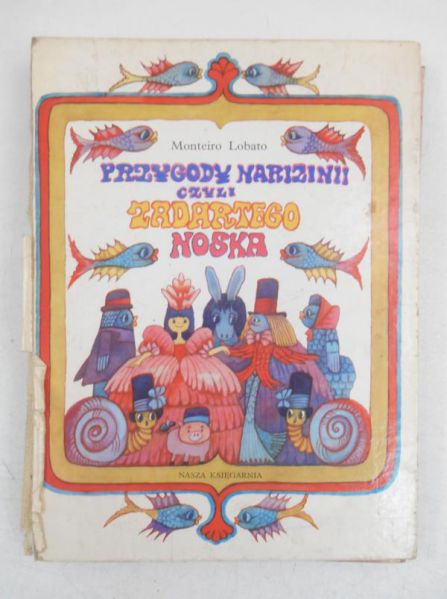 Monteiro Lobato
PRZYGODY NARIZINII
CZYLI
ZADARTEGO
NOSKA
NASZA KSIĘGARNIA